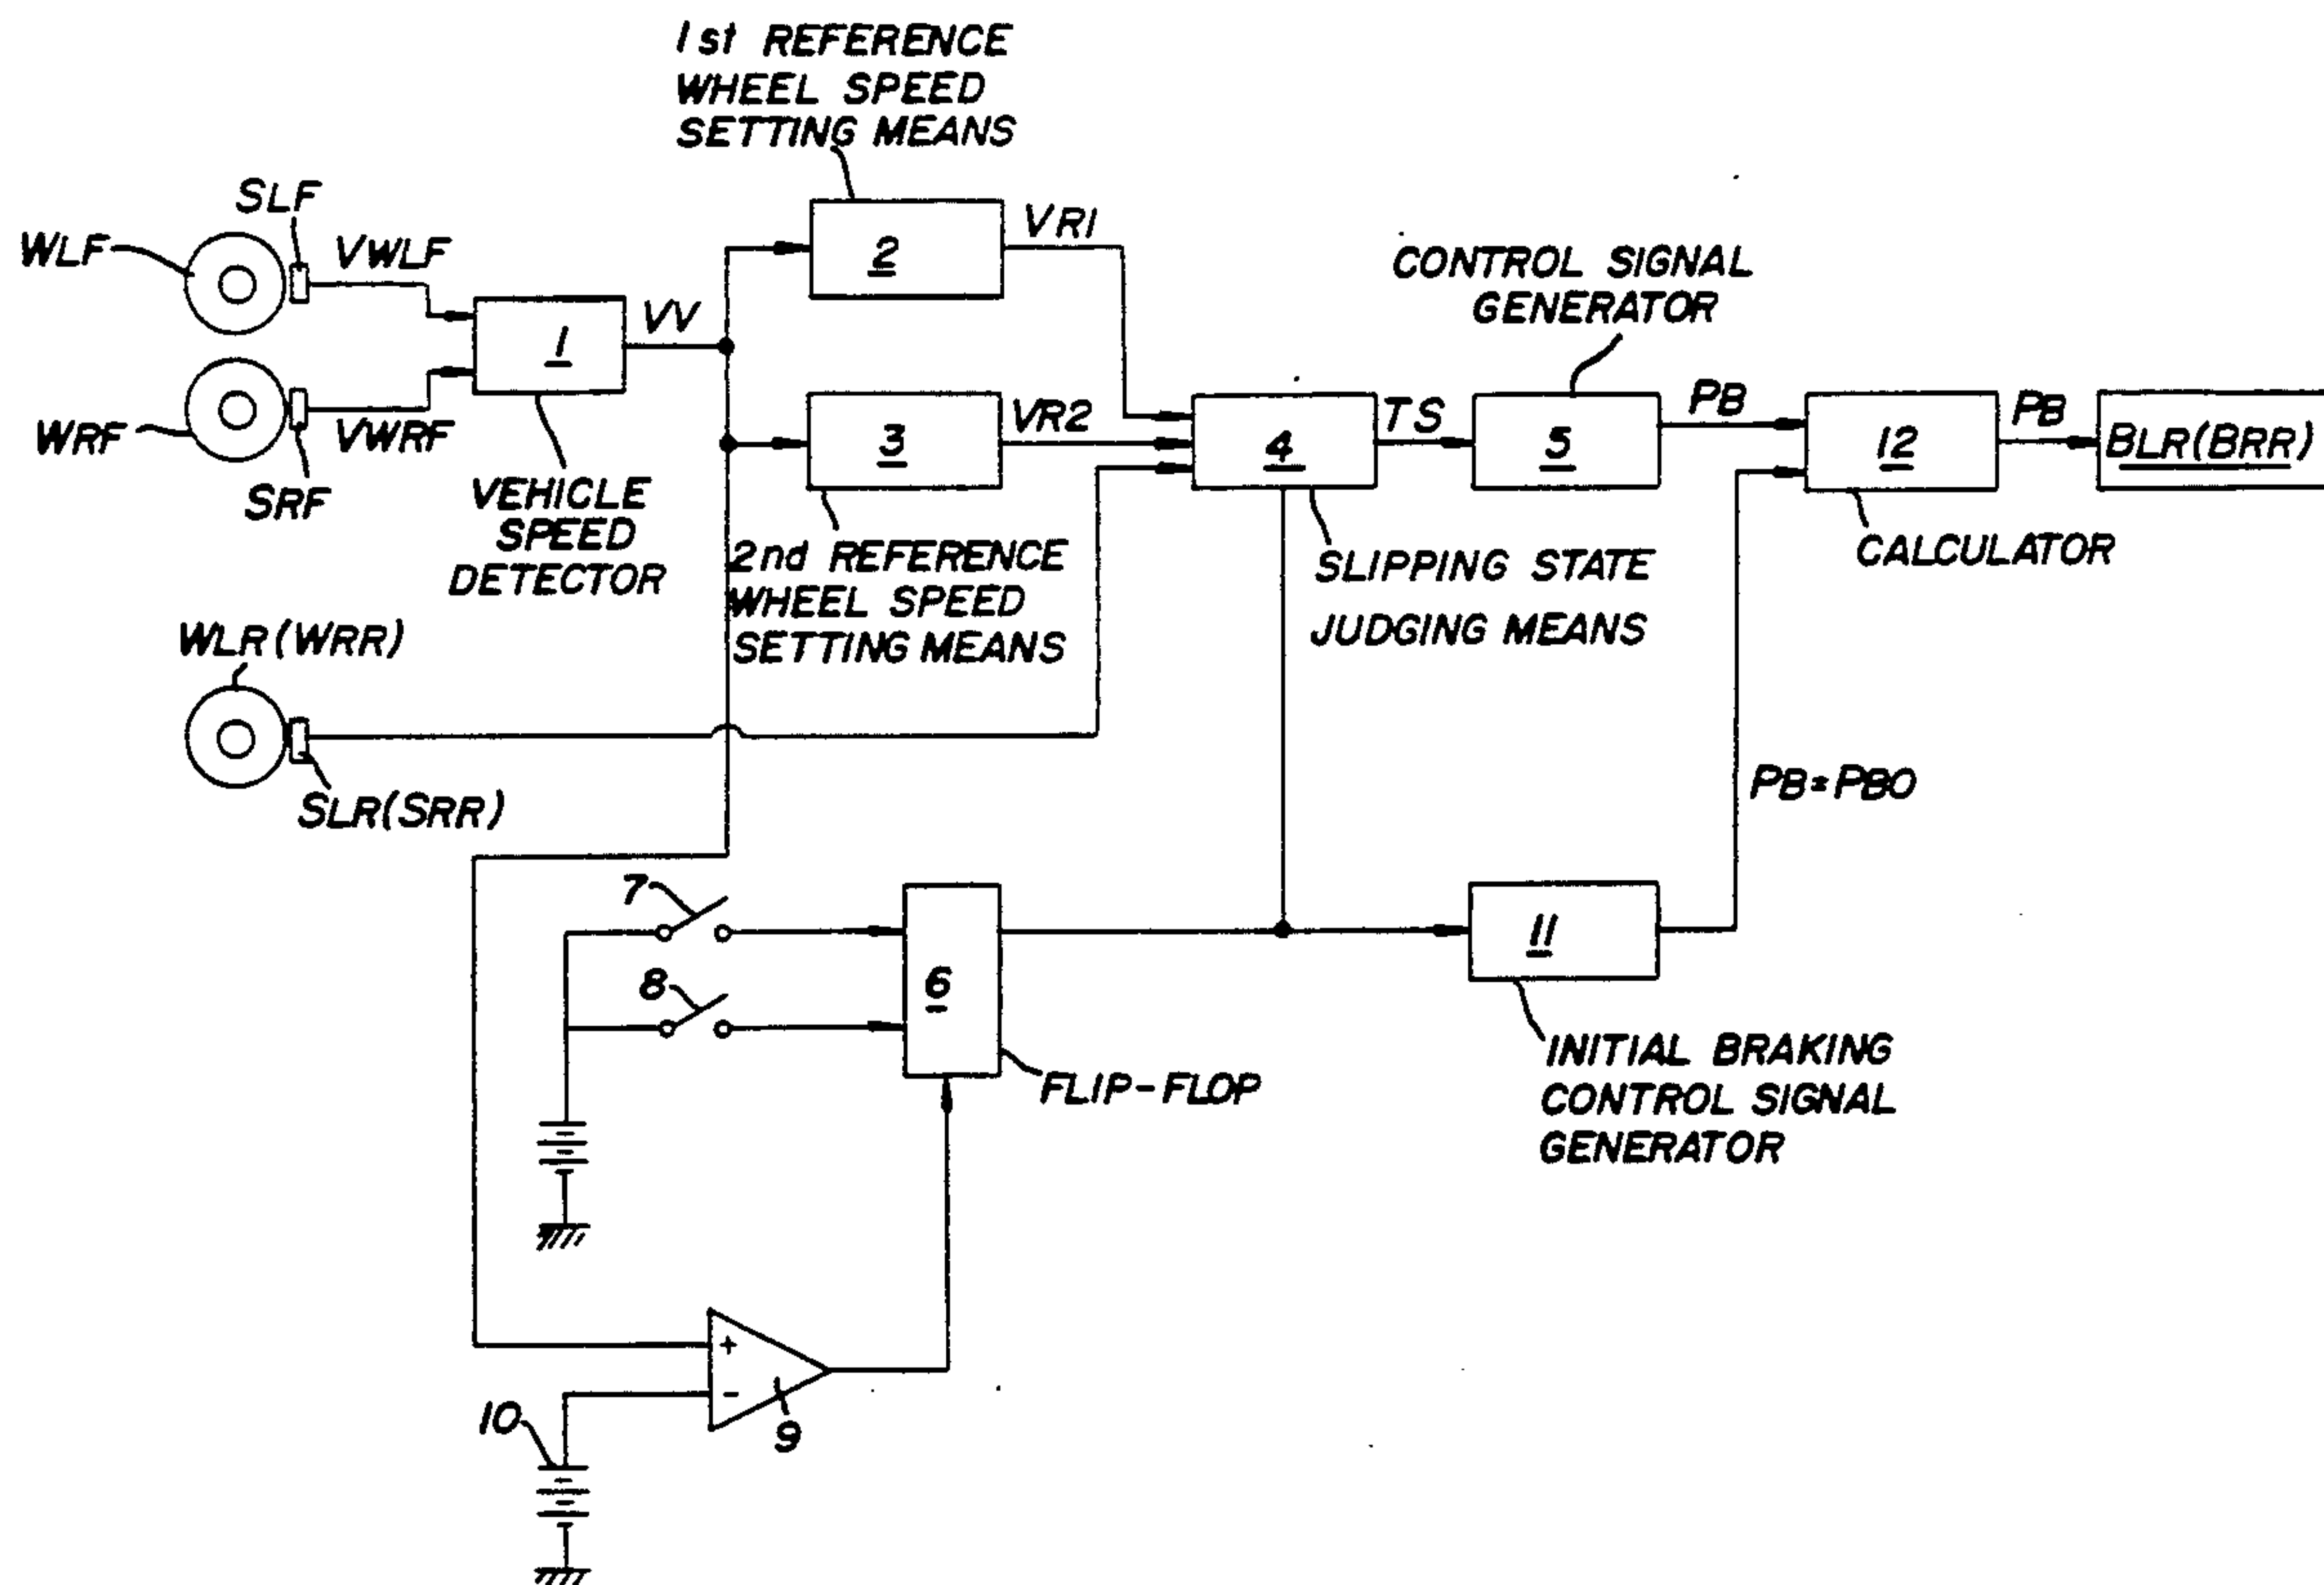 1st REFERENCE
WHEEL SPEED
SETTING MEANS
SLF
WLF
VWLF
VV
1
2
VR1
CONTROL SIGNAL
GENERATOR
WRF
VWRF
SRF
VEHICLE
SPEED
DETECTOR
3
VR2
4
TS
5
PB
12
PB
BLR(BRR)
2nd REFERENCE
WHEEL SPEED
SETTING MEANS
SLIPPING STATE
JUDGING MEANS
CALCULATOR
WLR(WRR)
SLR(SRR)
PB=PBO
7
8
6
FLIP-FLOP
11
INITIAL BRAKING
CONTROL SIGNAL
GENERATOR
+
-
9
10